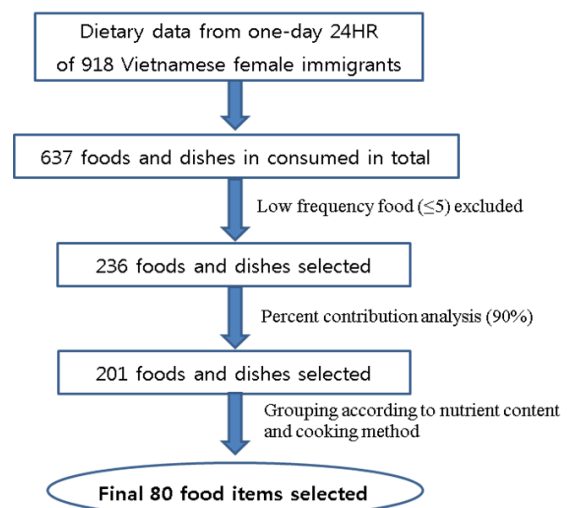 Dietary data from one-day 24HR
of 918 Vietnamese female immigrants
637 foods and dishes in consumed in total
Low frequency food (≤5) excluded
236 foods and dishes selected
Percent contribution analysis (90%)
201 foods and dishes selected
Grouping according to nutrient content
and cooking method
Final 80 food items selected